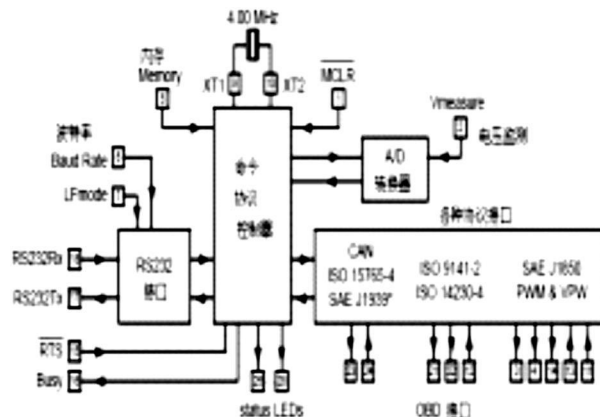 4.00 MHz
内存
Memory
XT1
XT2
MCLR
Vmeasure
电压监测
波特率
Baud Rate
LFmode
命令
协议
控制器
A/D
转换器
各种协议接口
RS232Rx
RS232Tx
RS232
接口
CAN
ISO 15765-4
SAE J1939*
ISO 9141-2
ISO 14230-4
SAE J1850
PWM & VPW
RTS
Busy
status LEDs
OBD 接口